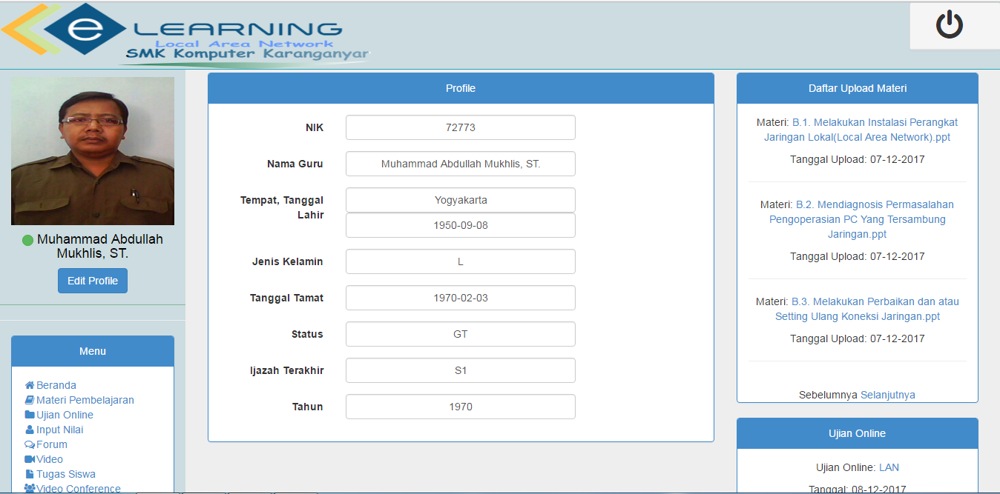 e LEARNING
Local Area Network
SMK Komputer Karanganyar
Muhammad Abdullah
Mukhlis, ST.
Edit Profile
Menu
Beranda
Materi Pembelajaran
Ujian Online
Input Nilai
Forum
Video
Tugas Siswa
Video Conference
Profile
NIK 72773
Nama Guru Muhammad Abdullah Mukhlis, ST.
Tempat, Tanggal Yogyakarta
Lahir
1950-09-08
Jenis Kelamin L
Tanggal Tamat 1970-02-03
Status GT
Ijazah Terakhir S1
Tahun 1970
Daftar Upload Materi
Materi: B.1. Melakukan Instalasi Perangkat
Jaringan Lokal(Local Area Network).ppt
Tanggal Upload: 07-12-2017
Materi: B.2. Mendiagnosis Permasalahan
Pengoperasian PC Yang Tersambung
Jaringan.ppt
Tanggal Upload: 07-12-2017
Materi: B.3. Melakukan Perbaikan dan atau
Setting Ulang Koneksi Jaringan.ppt
Tanggal Upload: 07-12-2017
Sebelumnya Selanjutnya
Ujian Online
Ujian Online: LAN
Tanggal: 08-12-2017